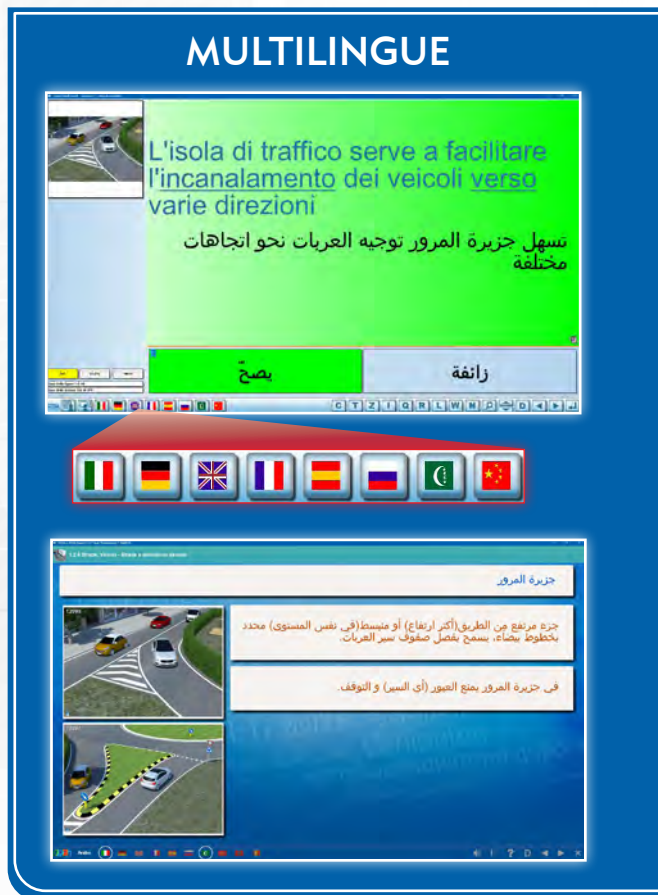 MULTILINGUE
L'isola di traffico serve a facilitare
l'incanalamento dei veicoli verso
varie direzioni
تسهل جزيرة المرور توجيه العربات نحو اتجاهات
مختلفة
يصحّ
زائفة
C T Z I Q R L W N D
جزيرة المرور
جزء مرتفع من الطريق(أكثر ارتفاع) أو منبسط(في نفس المستوى) محدد
بخطوط بيضاء، يسمح بفصل صفوف سير العربات.
في جزيرة المرور يمنع العبور (أي السير) و التوقف.
? D